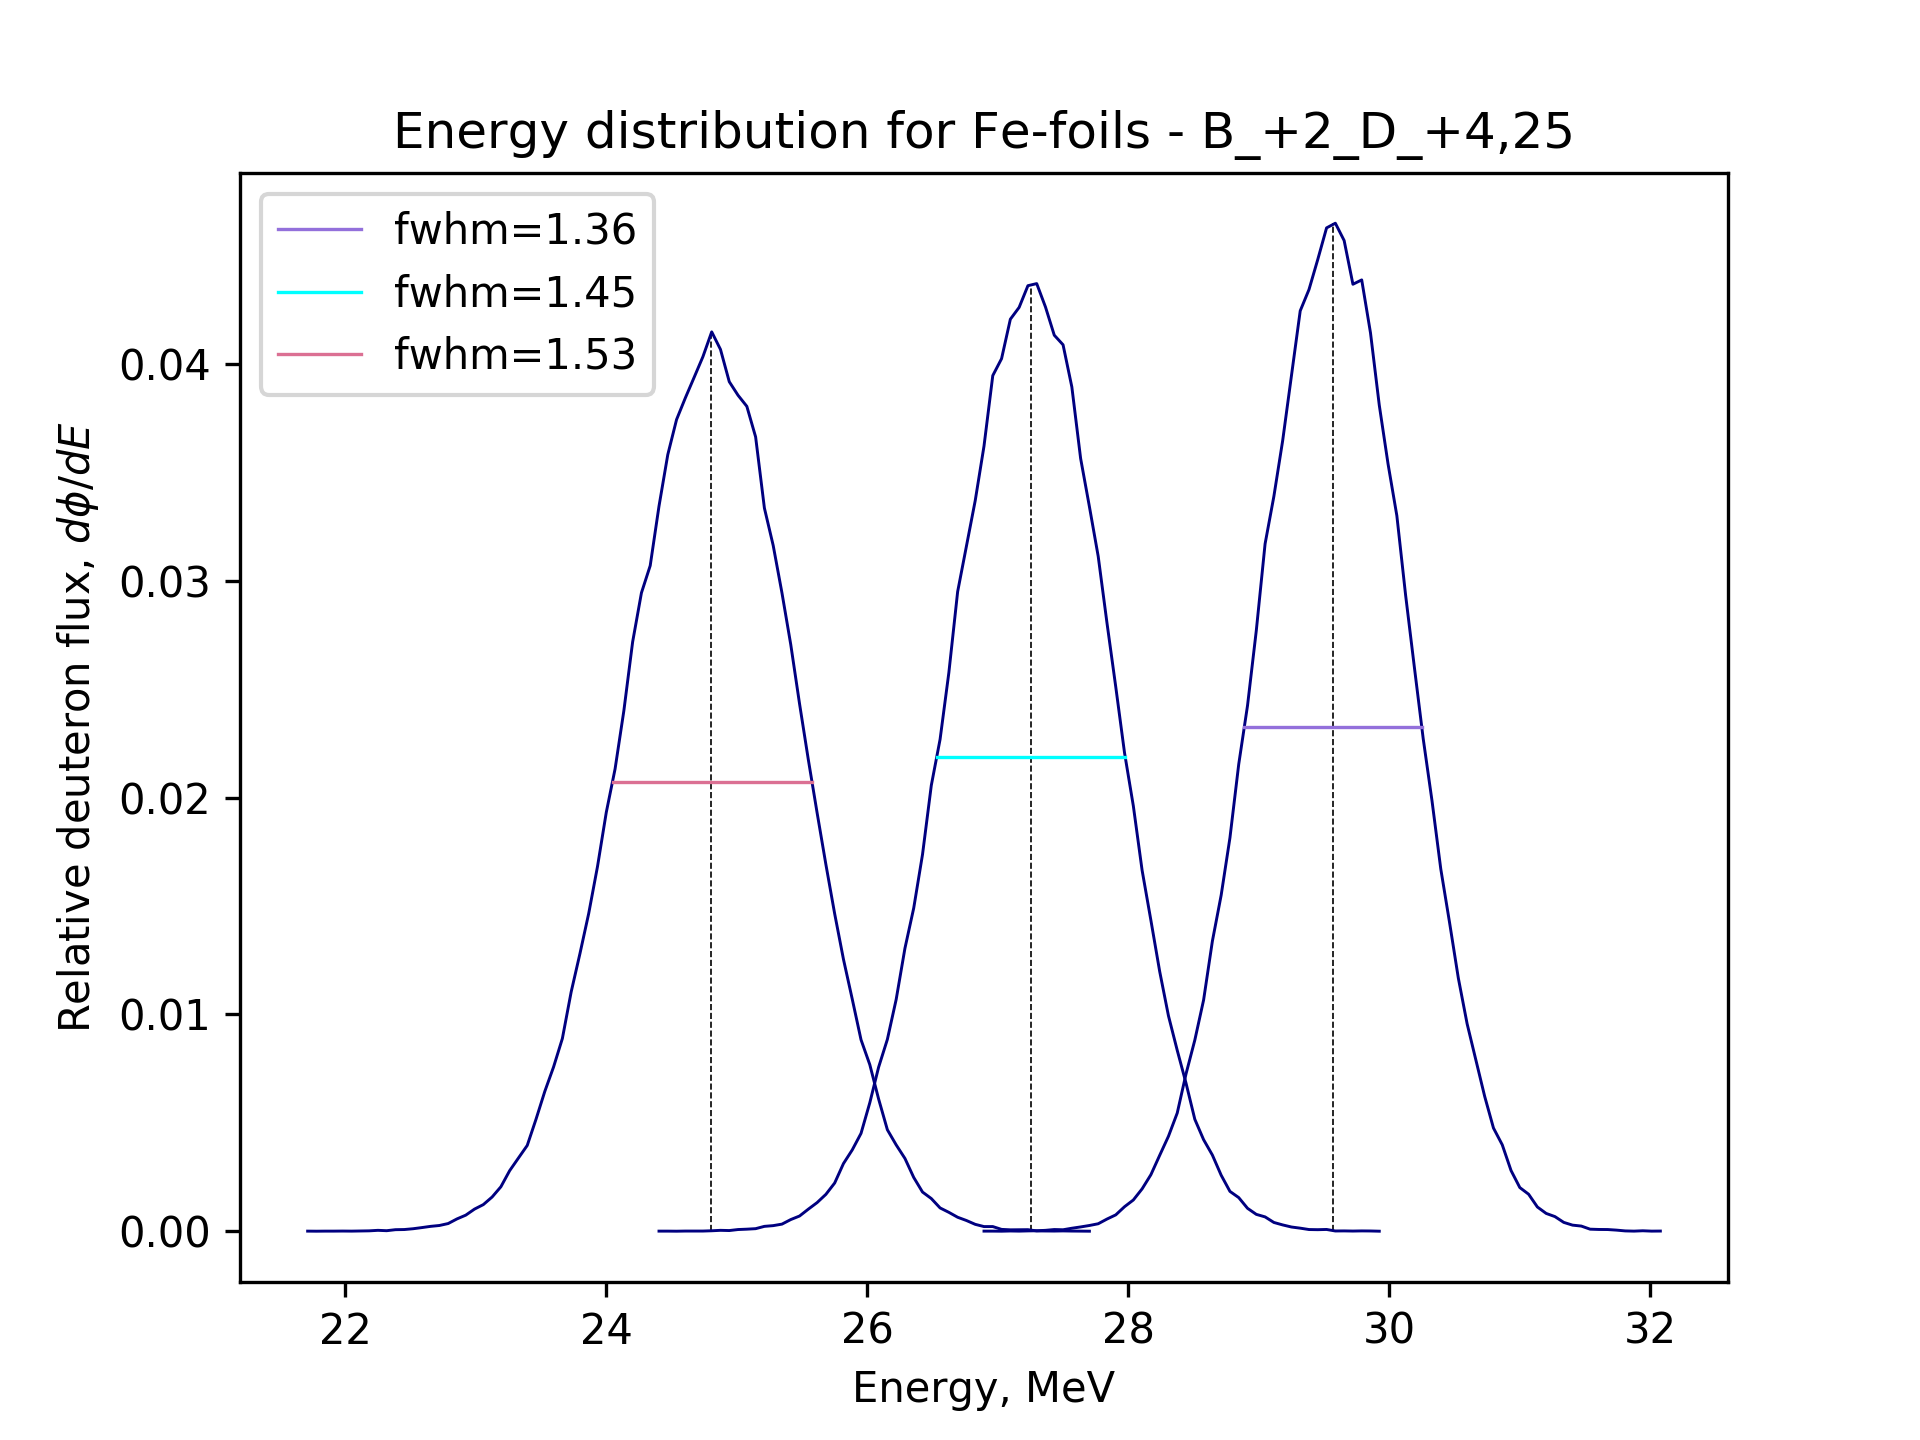 Energy distribution for Fe-foils - B_+2_D_+4,25
fwhm=1.36
fwhm=1.45
fwhm=1.53
Relative deuteron flux, dϕ/dE
0.04
0.03
0.02
0.01
0.00
22 24 26 28 30 32
Energy, MeV